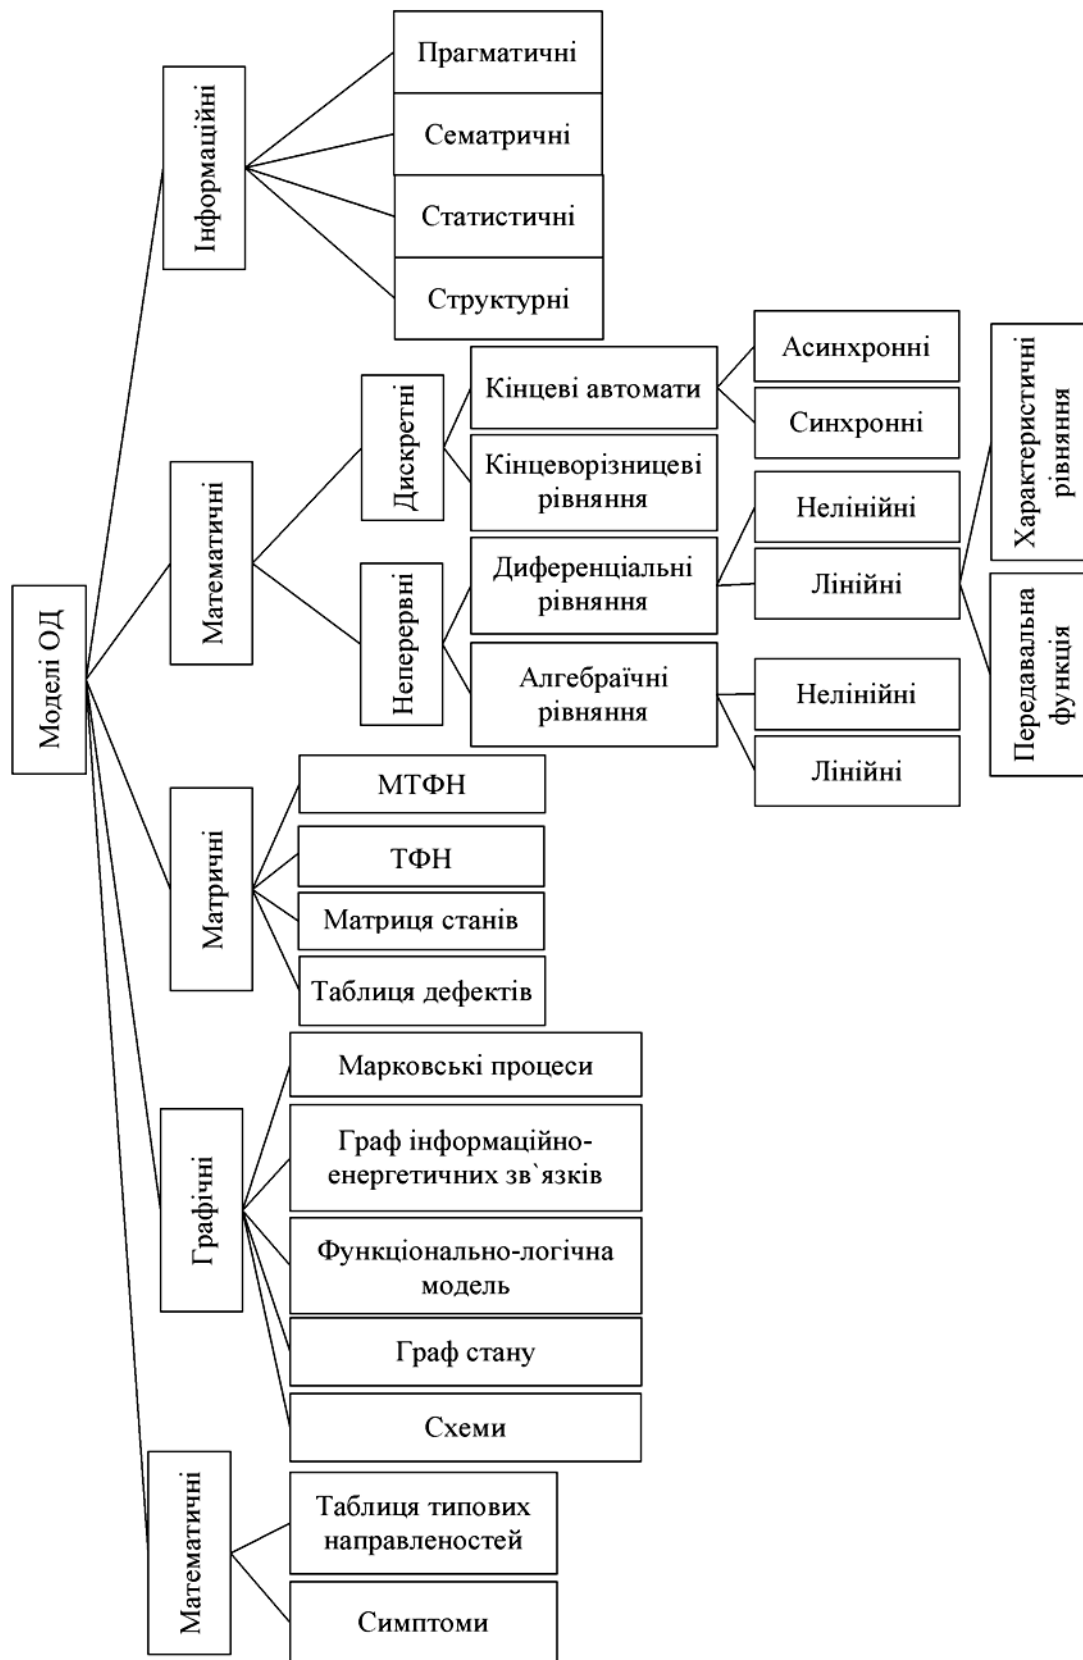 Моделі ОД
Інформаційні
Прагматичні
Сематричні
Статистичні
Структурні
Математичні
Дискретні
Кінцеві автомати
Асинхронні
Синхронні
Кінцеворізницеві
рівняння
Неперервні
Диференціальні
рівняння
Нелінійні
Лінійні
Характеристичні
рівняння
Передавальна
функція
Алгебраїчні
рівняння
Нелінійні
Лінійні
Матричні
МТФН
ТФН
Матриця станів
Таблиця дефектів
Графічні
Марковські процеси
Граф інформаційно-
енергетичних зв`язків
Функціонально-логічна
модель
Граф стану
Схеми
Математичні
Таблиця типових
направленостей
Симптоми